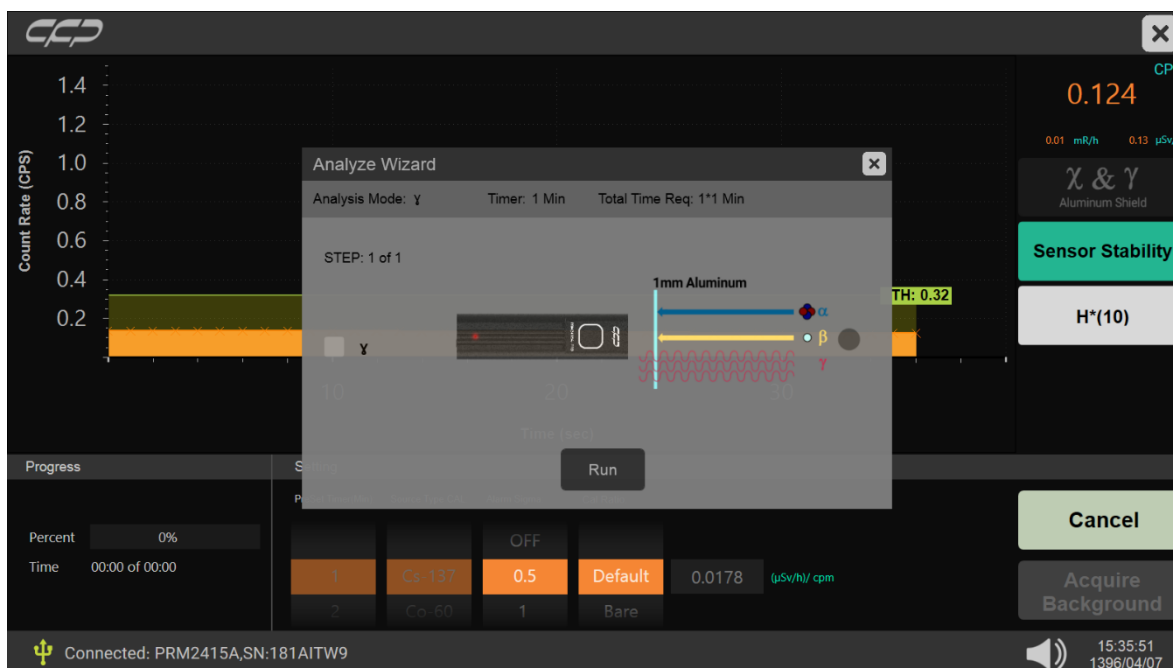 CP
1.4
1.2
1.0
0.8
0.6
0.4
0.2
Count Rate (CPS)
10 20 30
Time (sec)
TH: 0.32
Analyze Wizard
Analysis Mode: γ Timer: 1 Min Total Time Req: 1*1 Min
STEP: 1 of 1
γ
1mm Aluminum
α
β
γ
Run
0.124
0.01 mR/h 0.13 μSv/
χ & γ
Aluminum Shield
Sensor Stability
H*(10)
Progress
Percent 0%
Time 00:00 of 00:00
OFF
1 Cs-137 0.5 Default 0.0178 (μSv/h)/ cpm
2 Co-60 1 Bare
Cancel
Acquire
Background
Connected: PRM2415A,SN:181AITW9
15:35:51
1396/04/07